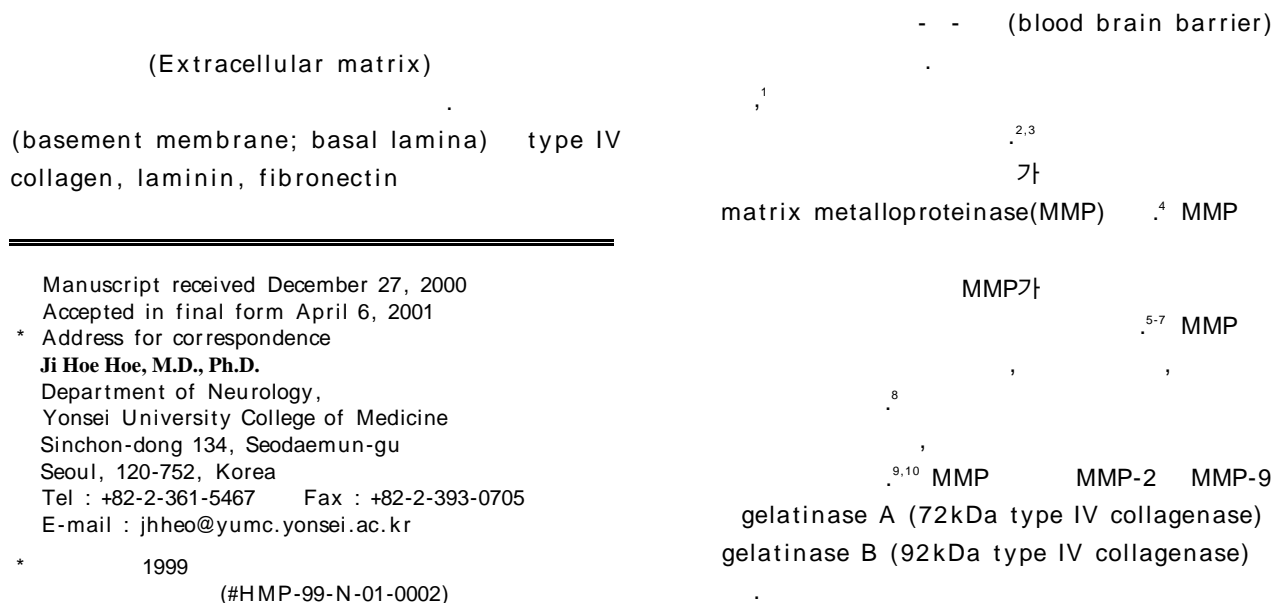 (Extracellular matrix)
.
(basement membrane; basal lamina) type IV
collagen, laminin, fibronectin
Manuscript received December 27, 2000
Accepted in final form April 6, 2001
* Address for correspondence
Ji Hoe Hoe, M.D., Ph.D.
Department of Neurology,
Yonsei University College of Medicine
Sinchon-dong 134, Seodaemun-gu
Seoul, 120-752, Korea
Tel : +82-2-361-5467 Fax : +82-2-393-0705
E-mail : jhheo@yumc.yonsei.ac.kr
* 1999
(#HMP-99-N-01-0002)
- - (blood brain barrier)
.
,1
.2,3
가
matrix metalloproteinase(MMP) .4 MMP
MMP가
.5-7 MMP
, ,
.8
,
.9,10 MMP MMP-2 MMP-9
gelatinase A (72kDa type IV collagenase)
gelatinase B (92kDa type IV collagenase)
.